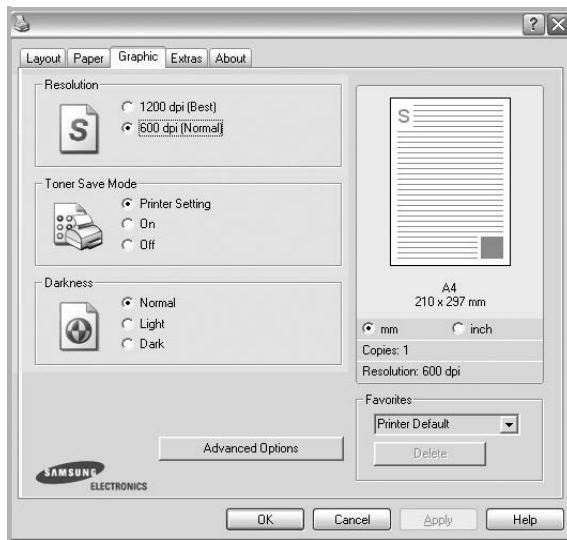 Layout Paper Graphic Extras About
Resolution
1200 dpi (Best)
600 dpi (Normal)
S
Toner Save Mode
Printer Setting
On
Off
Darkness
Normal
Light
Dark
S
A4
210 x 297 mm
mm inch
Copies: 1
Resolution: 600 dpi
Favorites
Printer Default
Delete
Advanced Options
SAMSUNG
ELECTRONICS
OK Cancel Apply Help